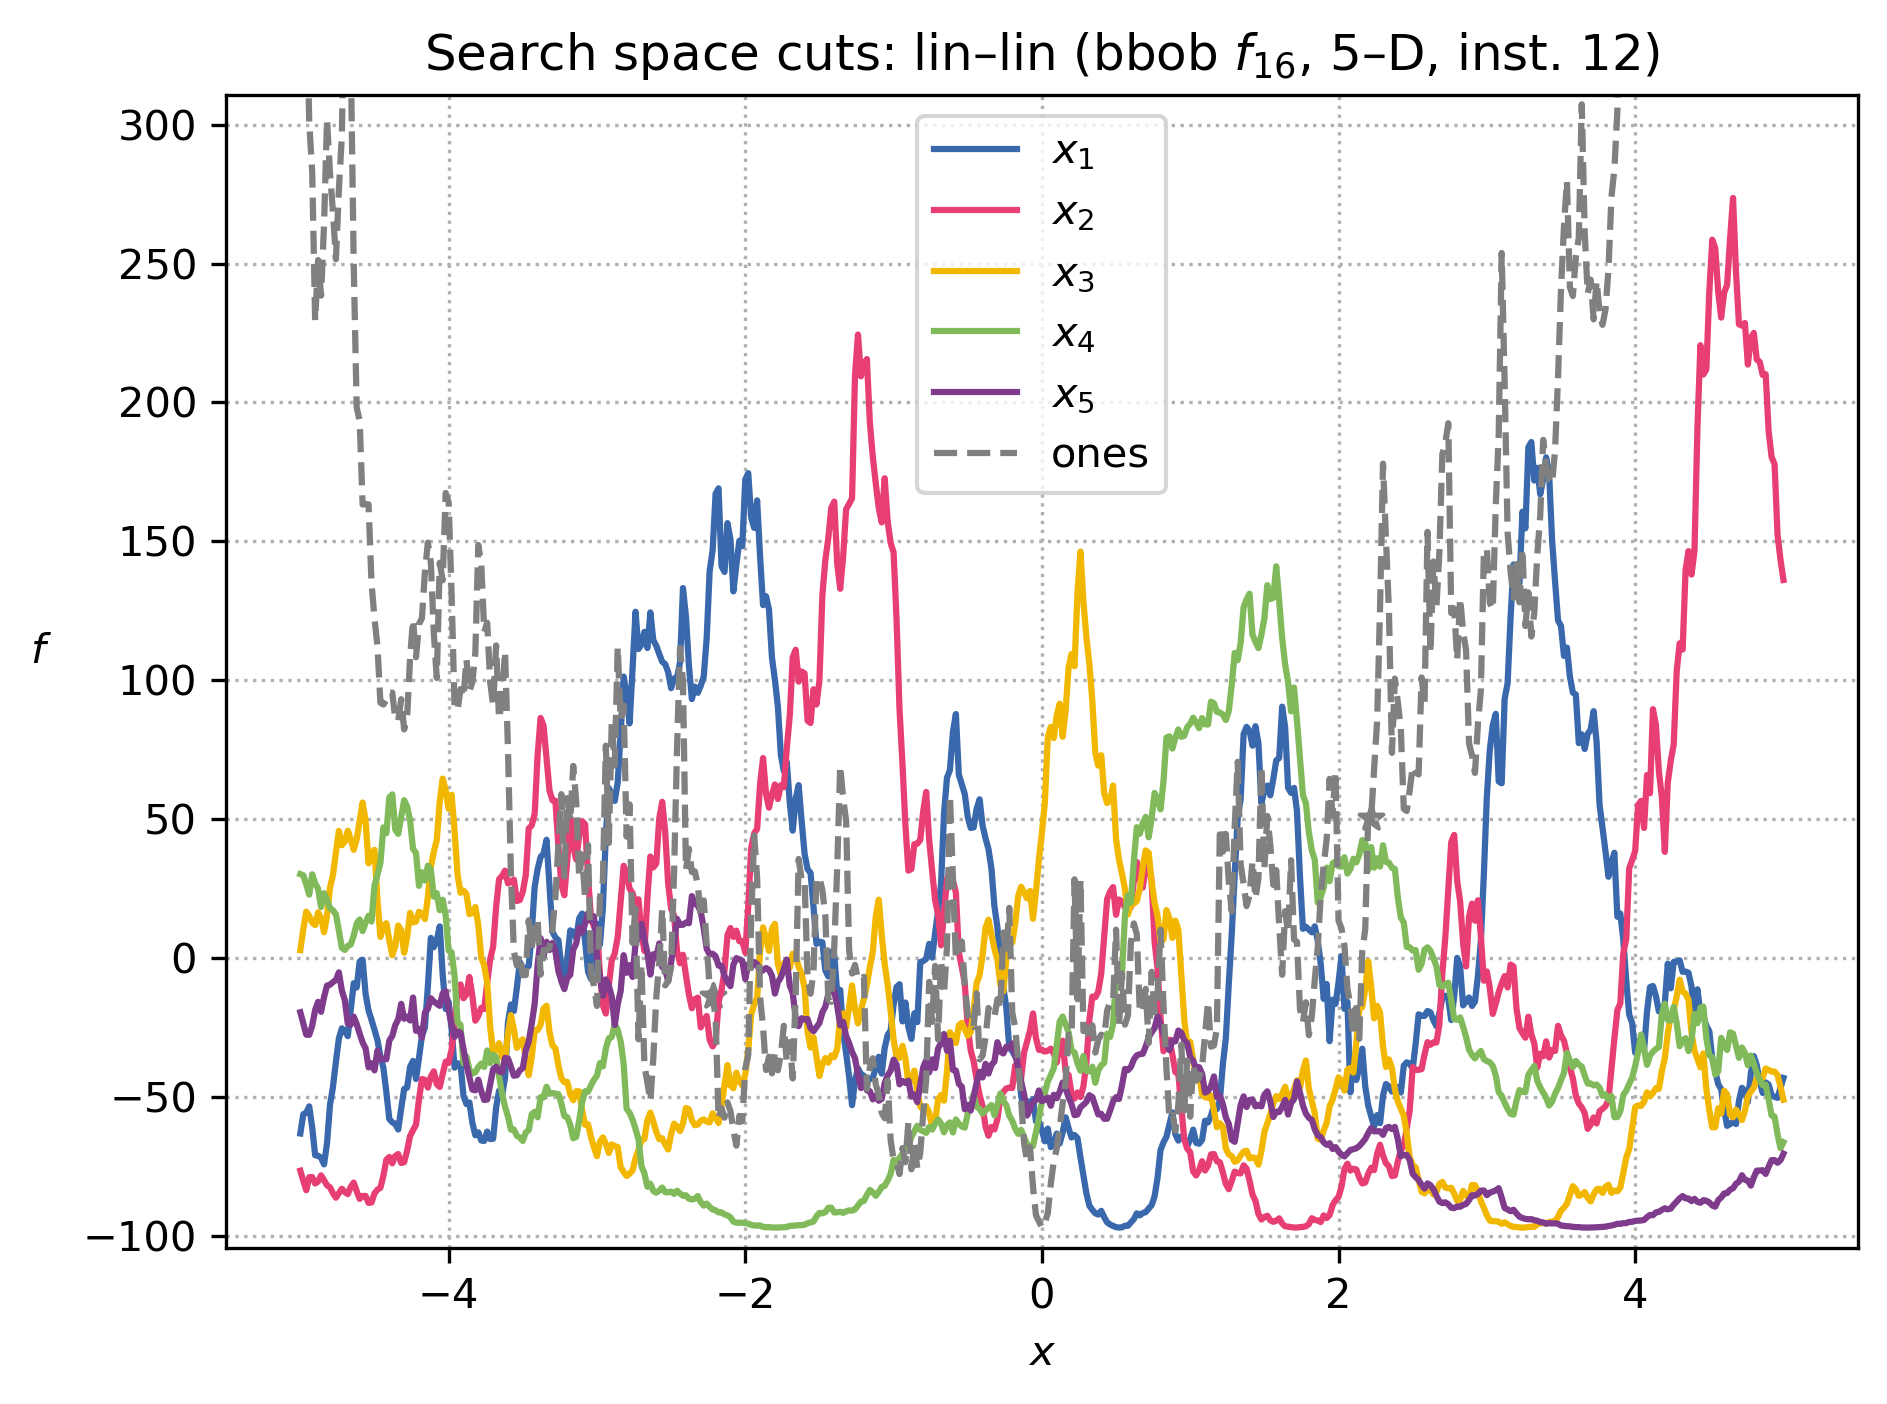 Search space cuts: lin–lin (bbob f₁₆, 5–D, inst. 12)
300
250
200
150
100
50
0
−50
−100
f
x₁
x₂
x₃
x₄
x₅
ones
−4
−2
0
2
4
x